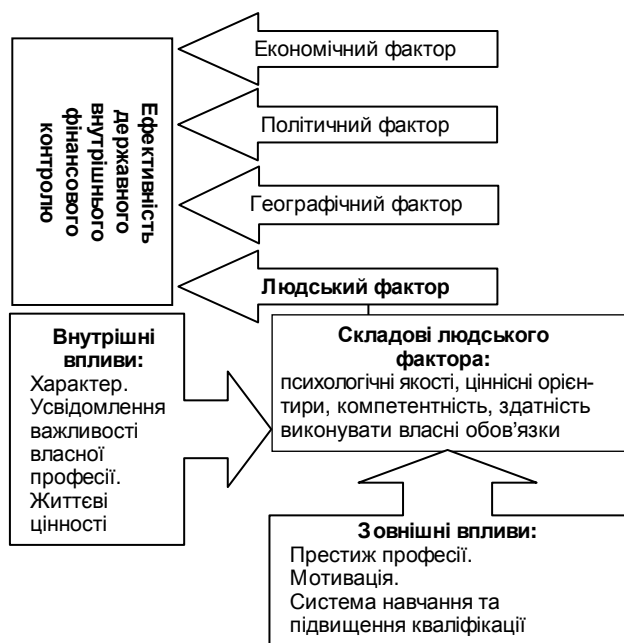 Ефективність
державного
внутрішнього
фінансового
контролю
Економічний фактор
Політичний фактор
Географічний фактор
Людський фактор
Внутрішні
впливи:
Характер.
Усвідомлення
важливості
власної
професії.
Життєві
цінності
Складові людського
фактора:
психологічні якості, ціннісні орієн-
тири, компетентність, здатність
виконувати власні обов’язки
Зовнішні впливи:
Престиж професії.
Мотивація.
Система навчання та
підвищення кваліфікації